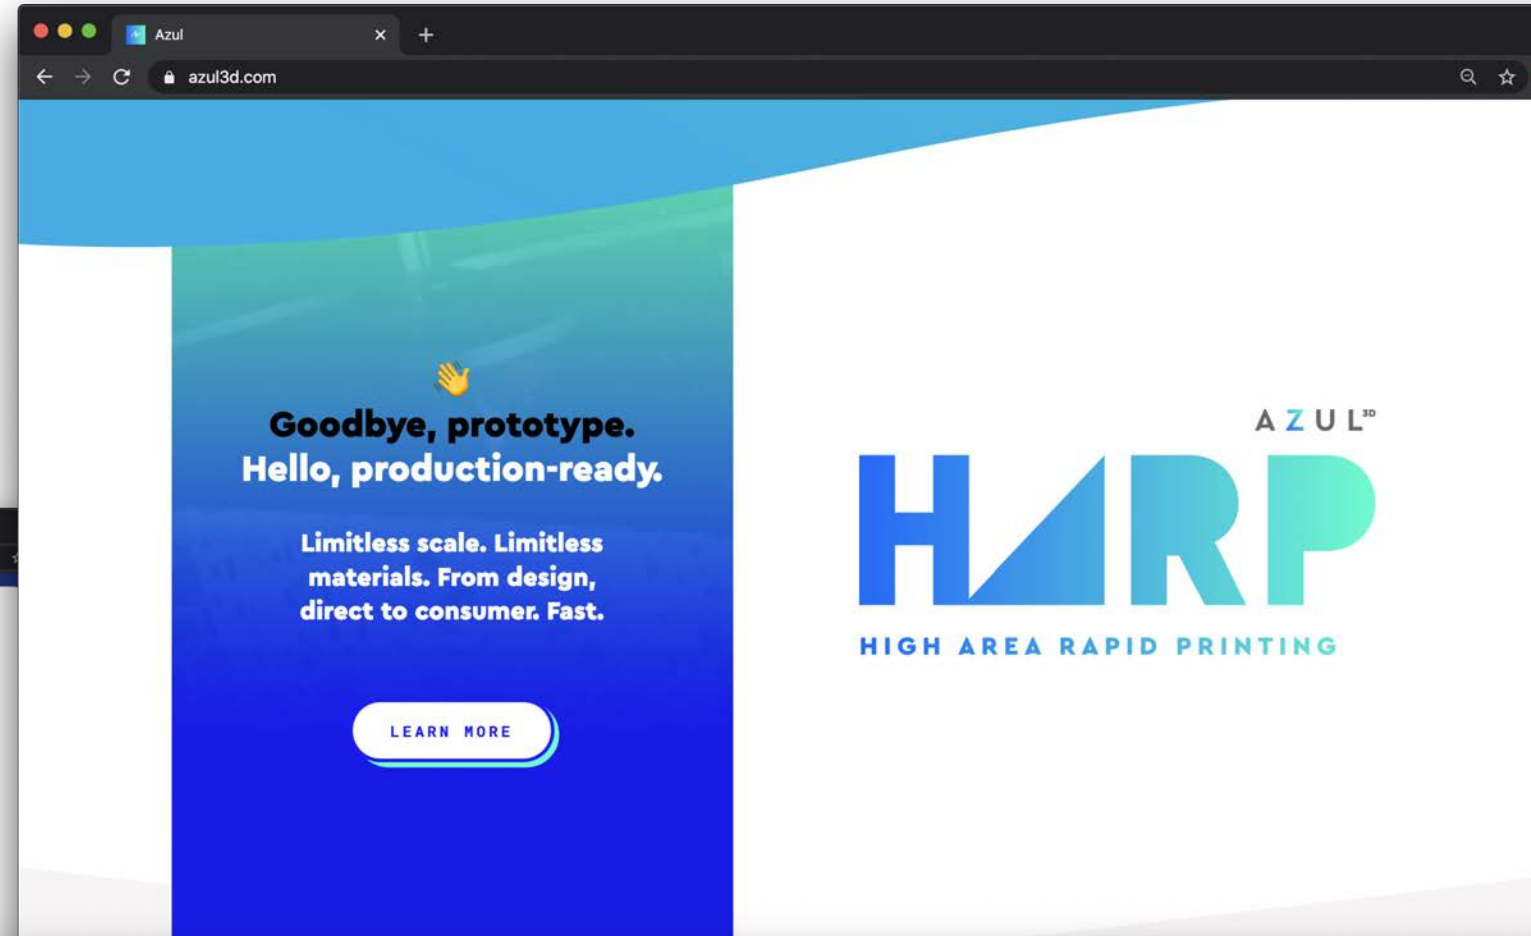 Azul
azul3d.com
Goodbye, prototype.
Hello, production-ready.
Limitless scale. Limitless
materials. From design,
direct to consumer. Fast.
LEARN MORE
AZUL3D
HARP
HIGH AREA RAPID PRINTING